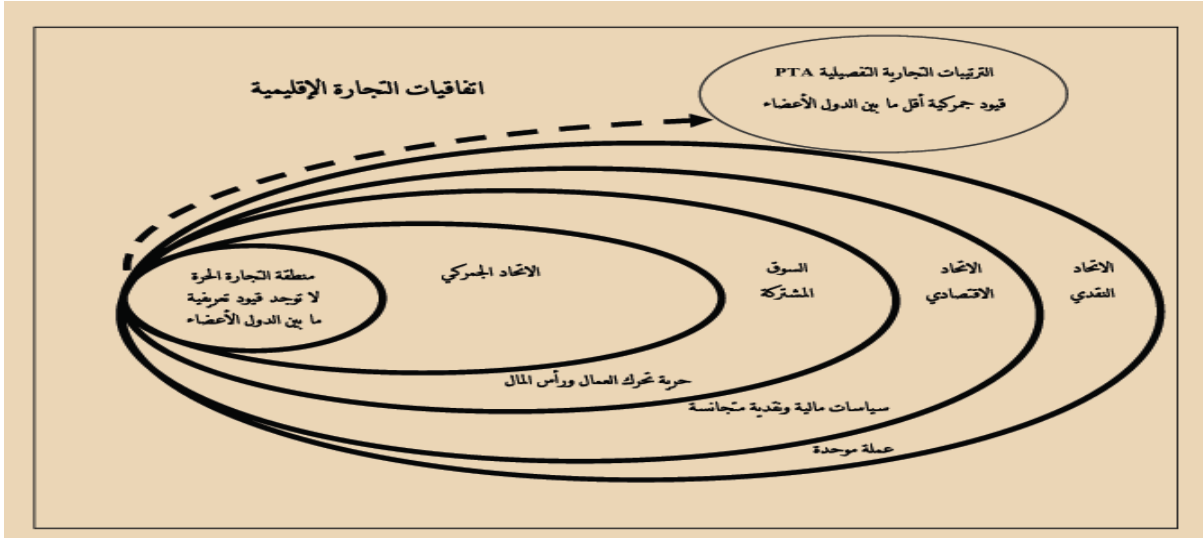 اتفاقيات التجارة الإقليمية
الترتيبات التجارية التفصيلية PTA
قيود جمركية أقل ما بين الدول الأعضاء
منطقة التجارة الحرة
لا توجد قيود تعريفية
ما بين الدول الأعضاء
الاتحاد الجمركي
السوق
المشتركة
الاتحاد
الاقتصادي
الاتحاد
النقدي
حرية تحرك العمال ورأس المال
سياسات مالية ونقدية متجانسة
عملة موحدة